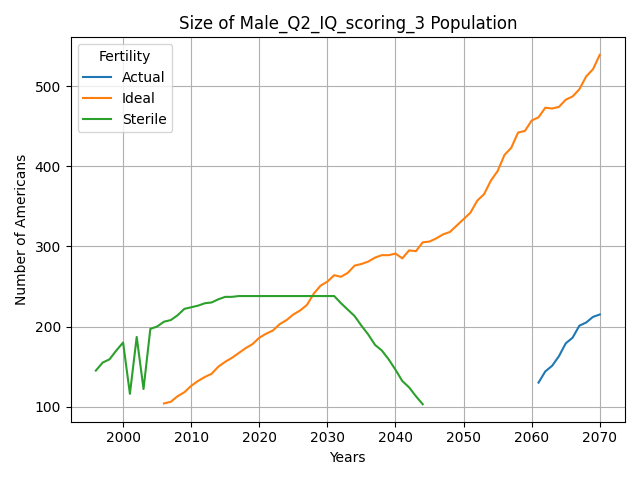 Size of Male_Q2_IQ_scoring_3 Population
Fertility
Actual
Ideal
Sterile
Number of Americans
500
400
300
200
100
2000
2010
2020
2030
2040
2050
2060
2070
Years